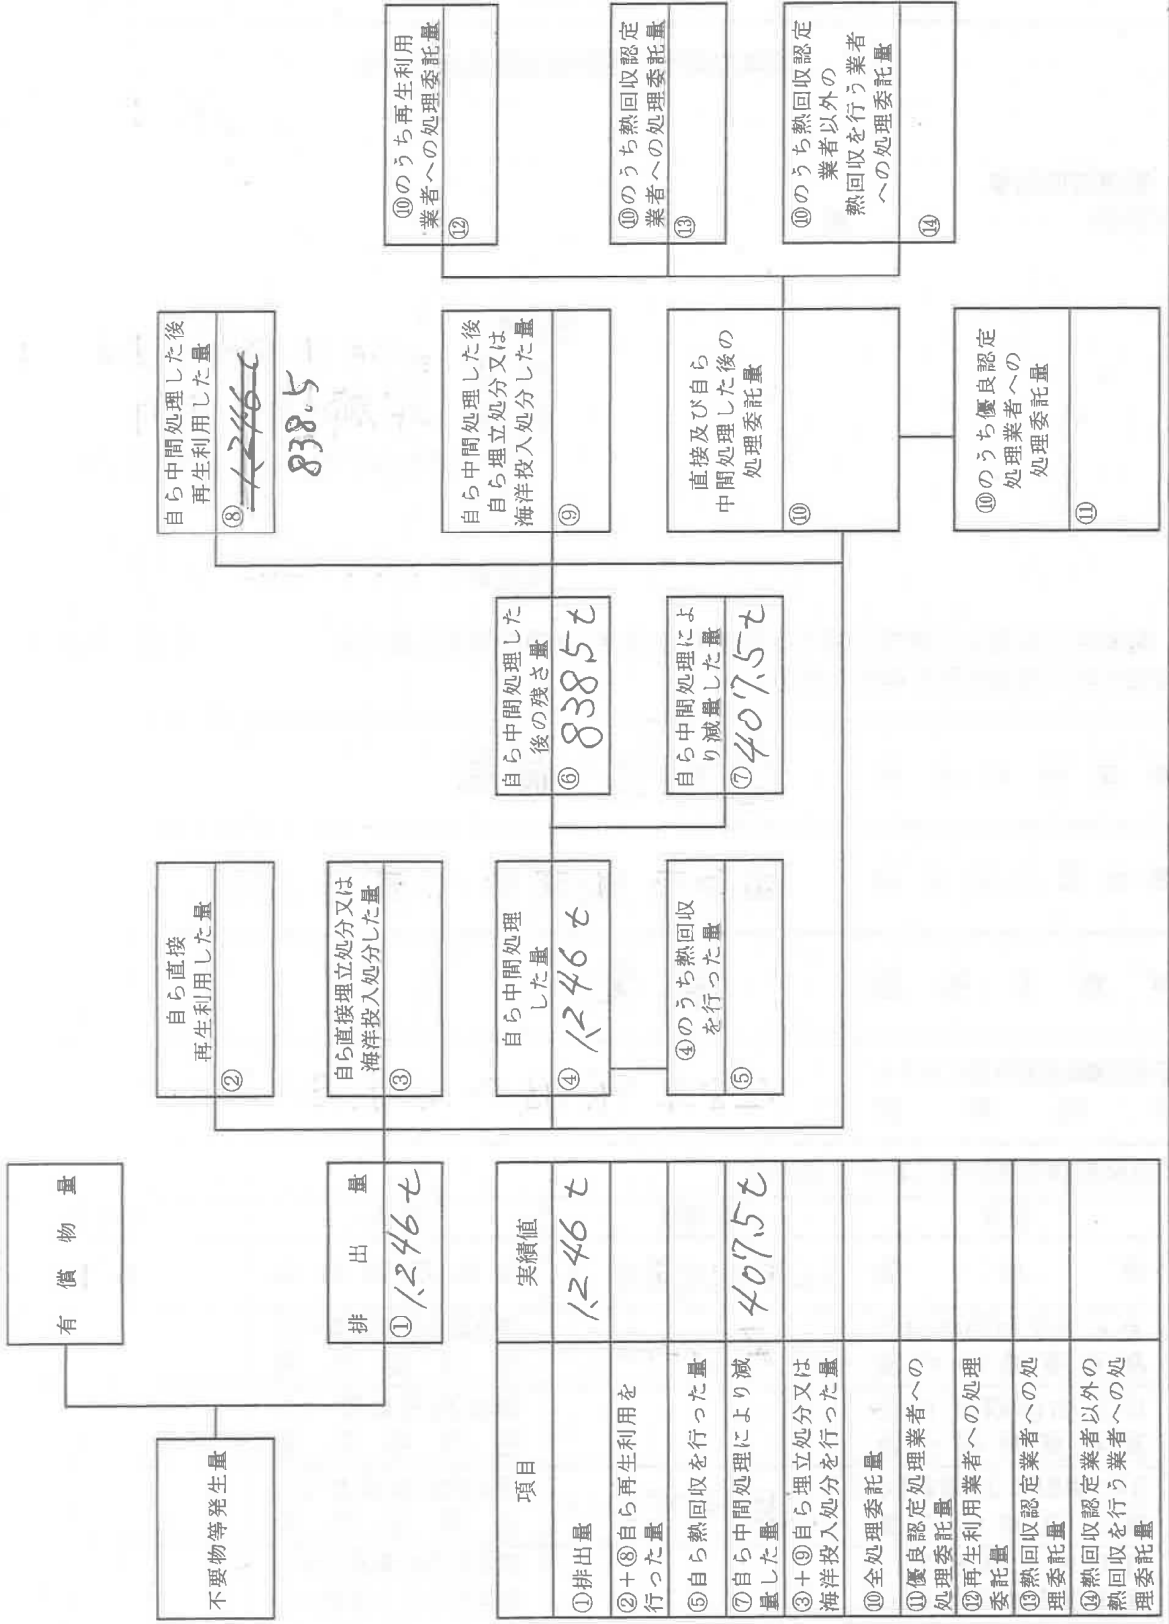 不要物等発生量
有償物量
排出量
① 1,246 t
自ら直接
再生利用した量
②
自ら直接埋立処分又は
海洋投入処分した量
③
自ら中間処理
した量
④ 1,246 t
④のうち熱回収
を行った量
⑤
自ら中間処理した
後の残さ量
⑥ 838.5 t
自ら中間処理によ
り減量した量
⑦ 407.5 t
自ら中間処理した後
再生利用した量
⑧ 1,246 t
838.5
自ら中間処理した後
自ら埋立処分又は
海洋投入処分した量
⑨
直接及び自ら
中間処理した後の
処理委託量
⑩
⑩のうち優良認定
処理業者への
処理委託量
⑪
⑩のうち再生利用
業者への処理委託量
⑫
⑩のうち熱回収認定
業者への処理委託量
⑬
⑩のうち熱回収認定
業者以外の
熱回収を行う業者
への処理委託量
⑭
項目 実績値
①排出量 1,246 t
②+⑧自ら再生利用を
行った量
⑤自ら熱回収を行った量
⑦自ら中間処理により減
量した量 407.5 t
③+⑨自ら埋立処分又は
海洋投入処分を行った量
⑩全処理委託量
⑪優良認定処理業者への
処理委託量
⑫再生利用業者への処理
委託量
⑬熱回収認定業者への処
理委託量
⑭熱回収認定業者以外の
熱回収を行う業者への処
理委託量